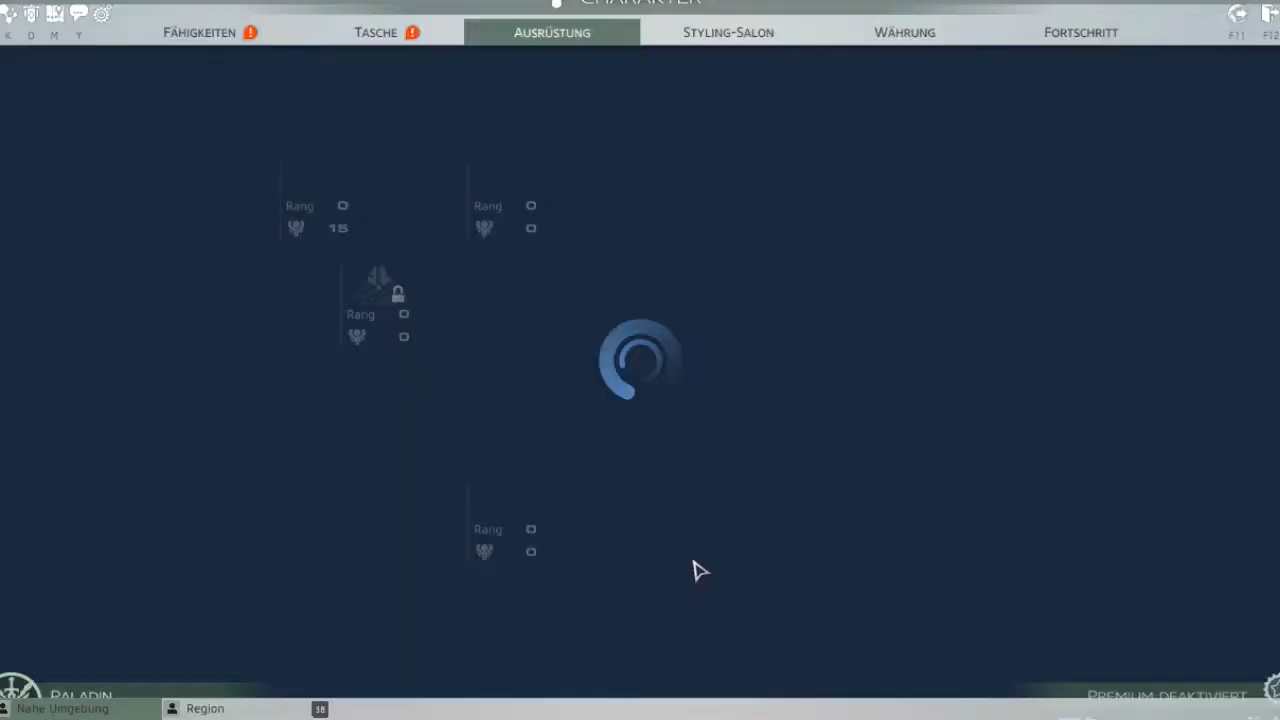 CHARAKTER
K D M Y
FÄHIGKEITEN
TASCHE
AUSRÜSTUNG
STYLING-SALON
WÄHRUNG
FORTSCHRITT
F11 F12
Rang 0
15
Rang 0
0
Rang 0
0
Rang 0
0
PALADIN
PREMIUM DEAKTIVIERT
Nahe Umgebung
Region
38